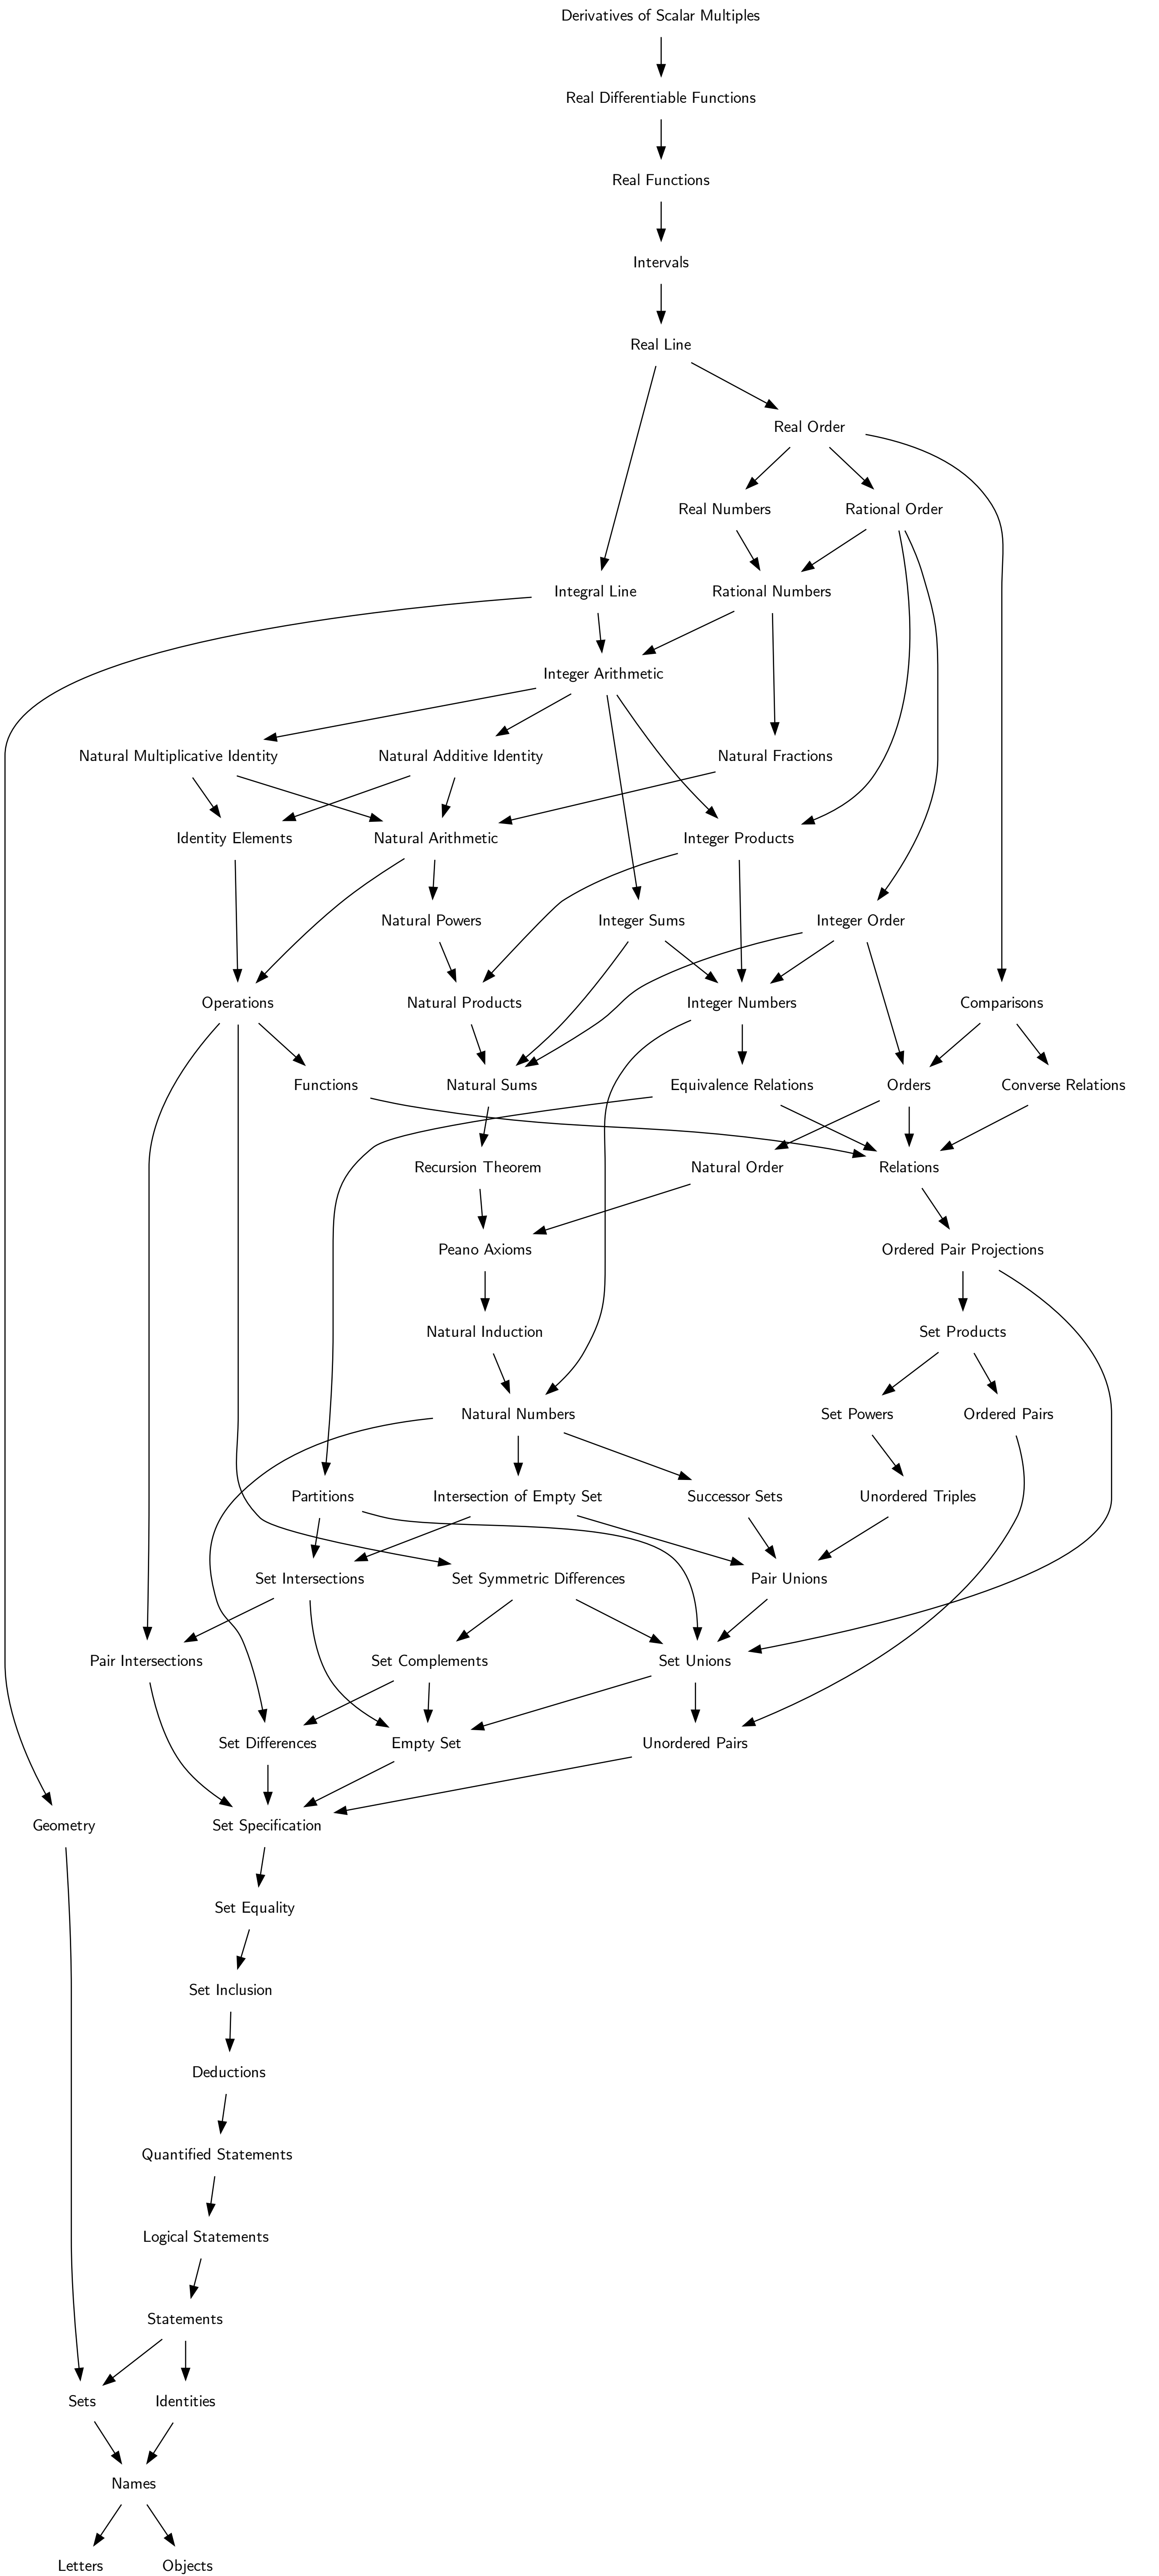 Derivatives of Scalar Multiples
Real Differentiable Functions
Real Functions
Intervals
Real Line
Real Order
Real Numbers
Rational Order
Integral Line
Rational Numbers
Integer Arithmetic
Natural Multiplicative Identity
Natural Additive Identity
Natural Fractions
Identity Elements
Natural Arithmetic
Integer Products
Natural Powers
Integer Sums
Integer Order
Operations
Natural Products
Integer Numbers
Comparisons
Functions
Natural Sums
Equivalence Relations
Orders
Converse Relations
Recursion Theorem
Natural Order
Relations
Peano Axioms
Ordered Pair Projections
Natural Induction
Set Products
Natural Numbers
Set Powers
Ordered Pairs
Partitions
Intersection of Empty Set
Successor Sets
Unordered Triples
Set Intersections
Set Symmetric Differences
Pair Unions
Pair Intersections
Set Complements
Set Unions
Set Differences
Empty Set
Unordered Pairs
Geometry
Set Specification
Set Equality
Set Inclusion
Deductions
Quantified Statements
Logical Statements
Statements
Sets
Identities
Names
Letters
Objects